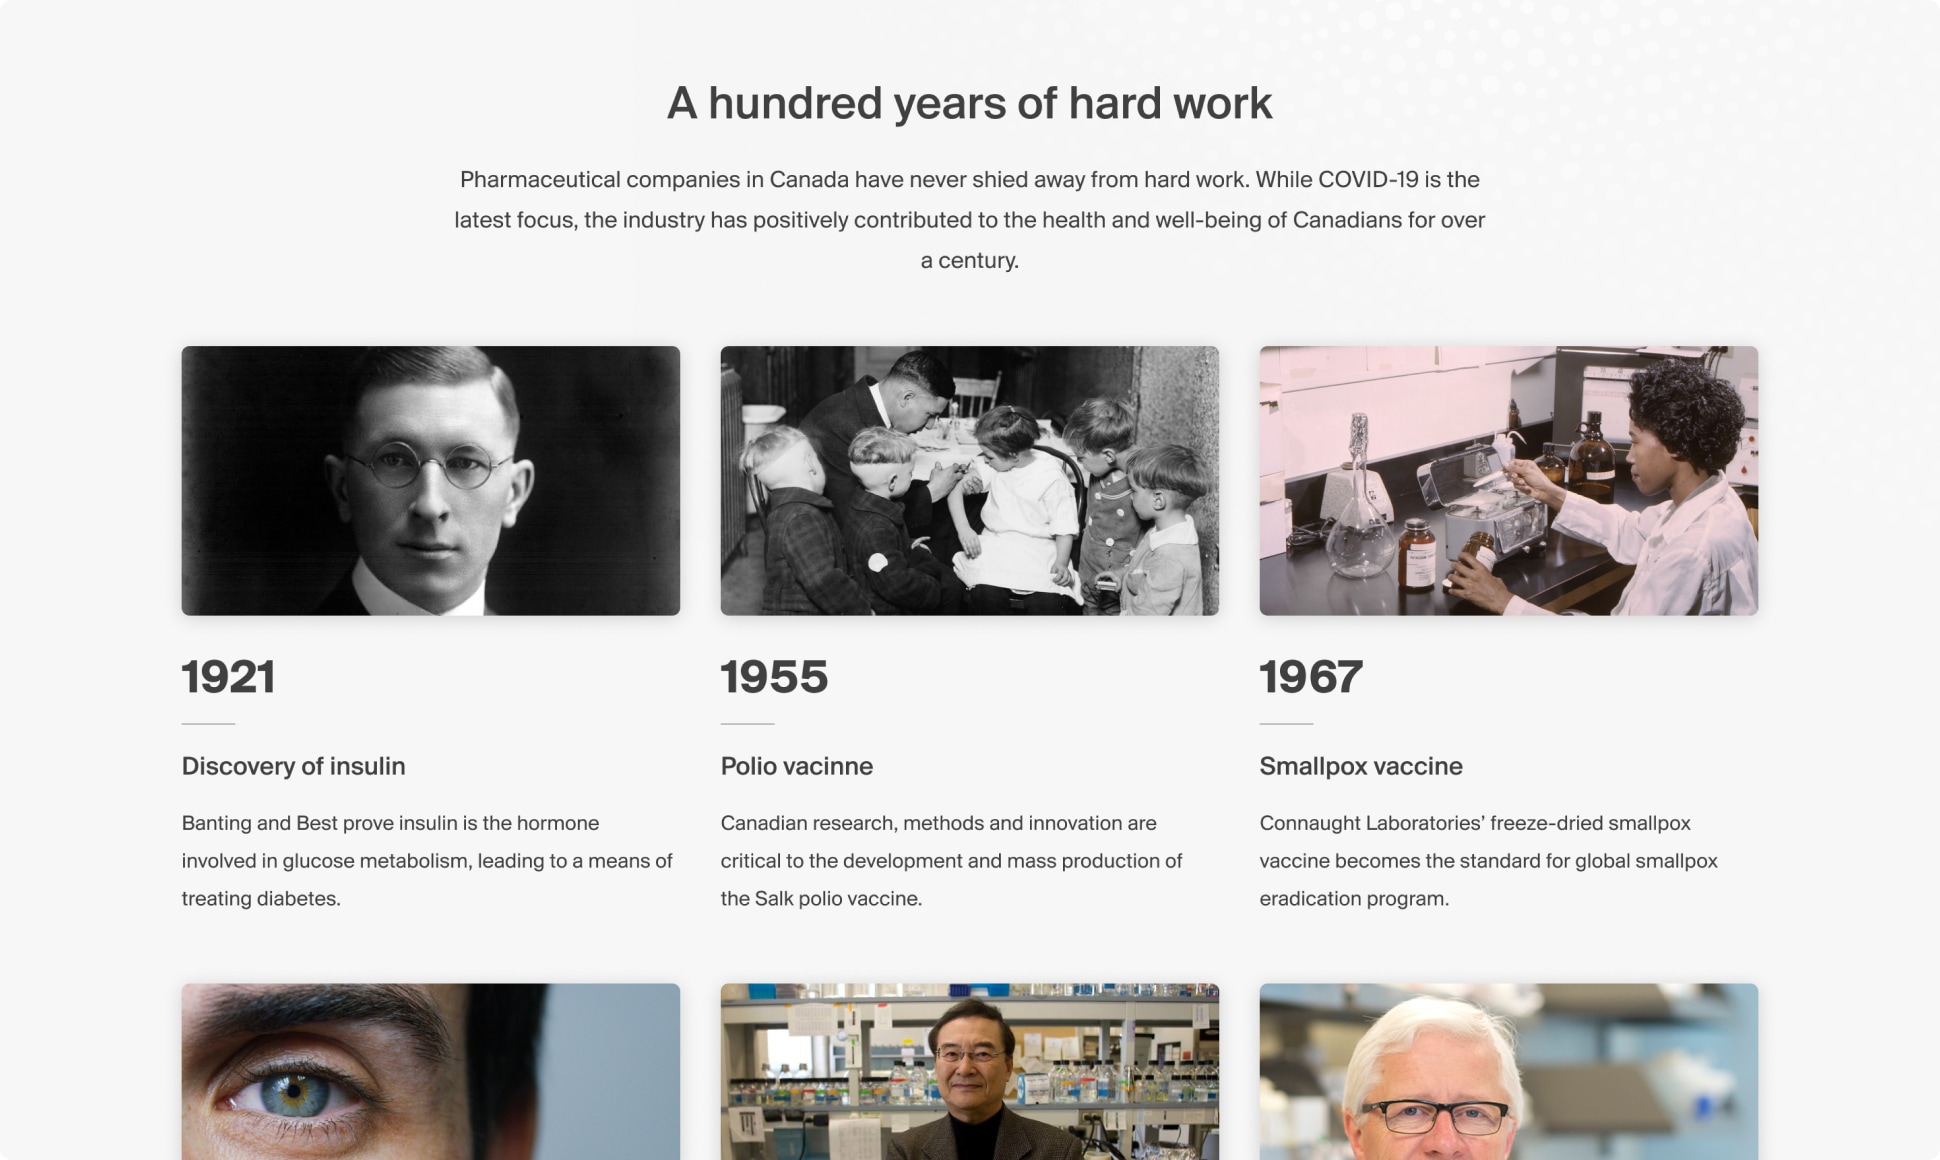 A hundred years of hard work
Pharmaceutical companies in Canada have never shied away from hard work. While COVID-19 is the
latest focus, the industry has positively contributed to the health and well-being of Canadians for over
a century.
1921
Discovery of insulin
Banting and Best prove insulin is the hormone
involved in glucose metabolism, leading to a means of
treating diabetes.
1955
Polio vacinne
Canadian research, methods and innovation are
critical to the development and mass production of
the Salk polio vaccine.
1967
Smallpox vaccine
Connaught Laboratories’ freeze-dried smallpox
vaccine becomes the standard for global smallpox
eradication program.